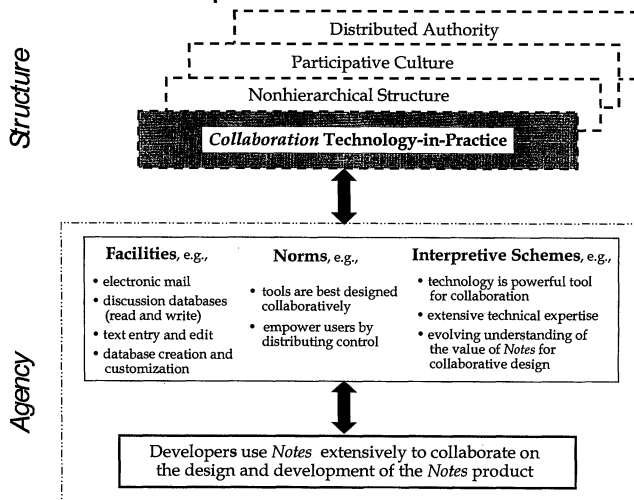 Structure
Distributed Authority
Participative Culture
Nonhierarchical Structure
Collaboration Technology-in-Practice
Agency
Facilities, e.g.,
• electronic mail
• discussion databases
(read and write)
• text entry and edit
• database creation and
customization
Norms, e.g.,
• tools are best designed
collaboratively
• empower users by
distributing control
Interpretive Schemes, e.g.,
• technology is powerful tool
for collaboration
• extensive technical expertise
• evolving understanding of
the value of Notes for
collaborative design
Developers use Notes extensively to collaborate on
the design and development of the Notes product